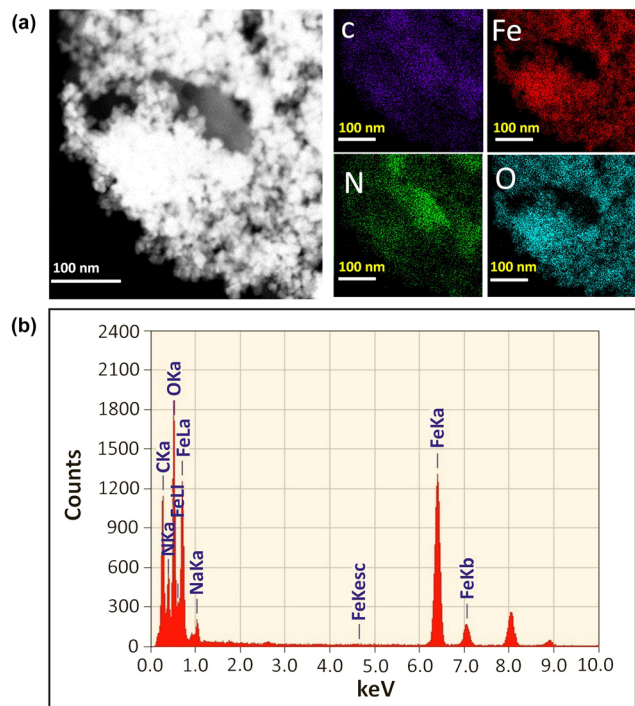 (a)
100 nm
C
100 nm
Fe
100 nm
N
100 nm
O
100 nm
(b)
2400
2100
1800
1500
1200
900
600
300
0
Counts
CKa
NKa
OKa
FeLl
FeLa
NaKa
FeKesc
FeKa
FeKb
0.0 1.0 2.0 3.0 4.0 5.0 6.0 7.0 8.0 9.0 10.0
keV